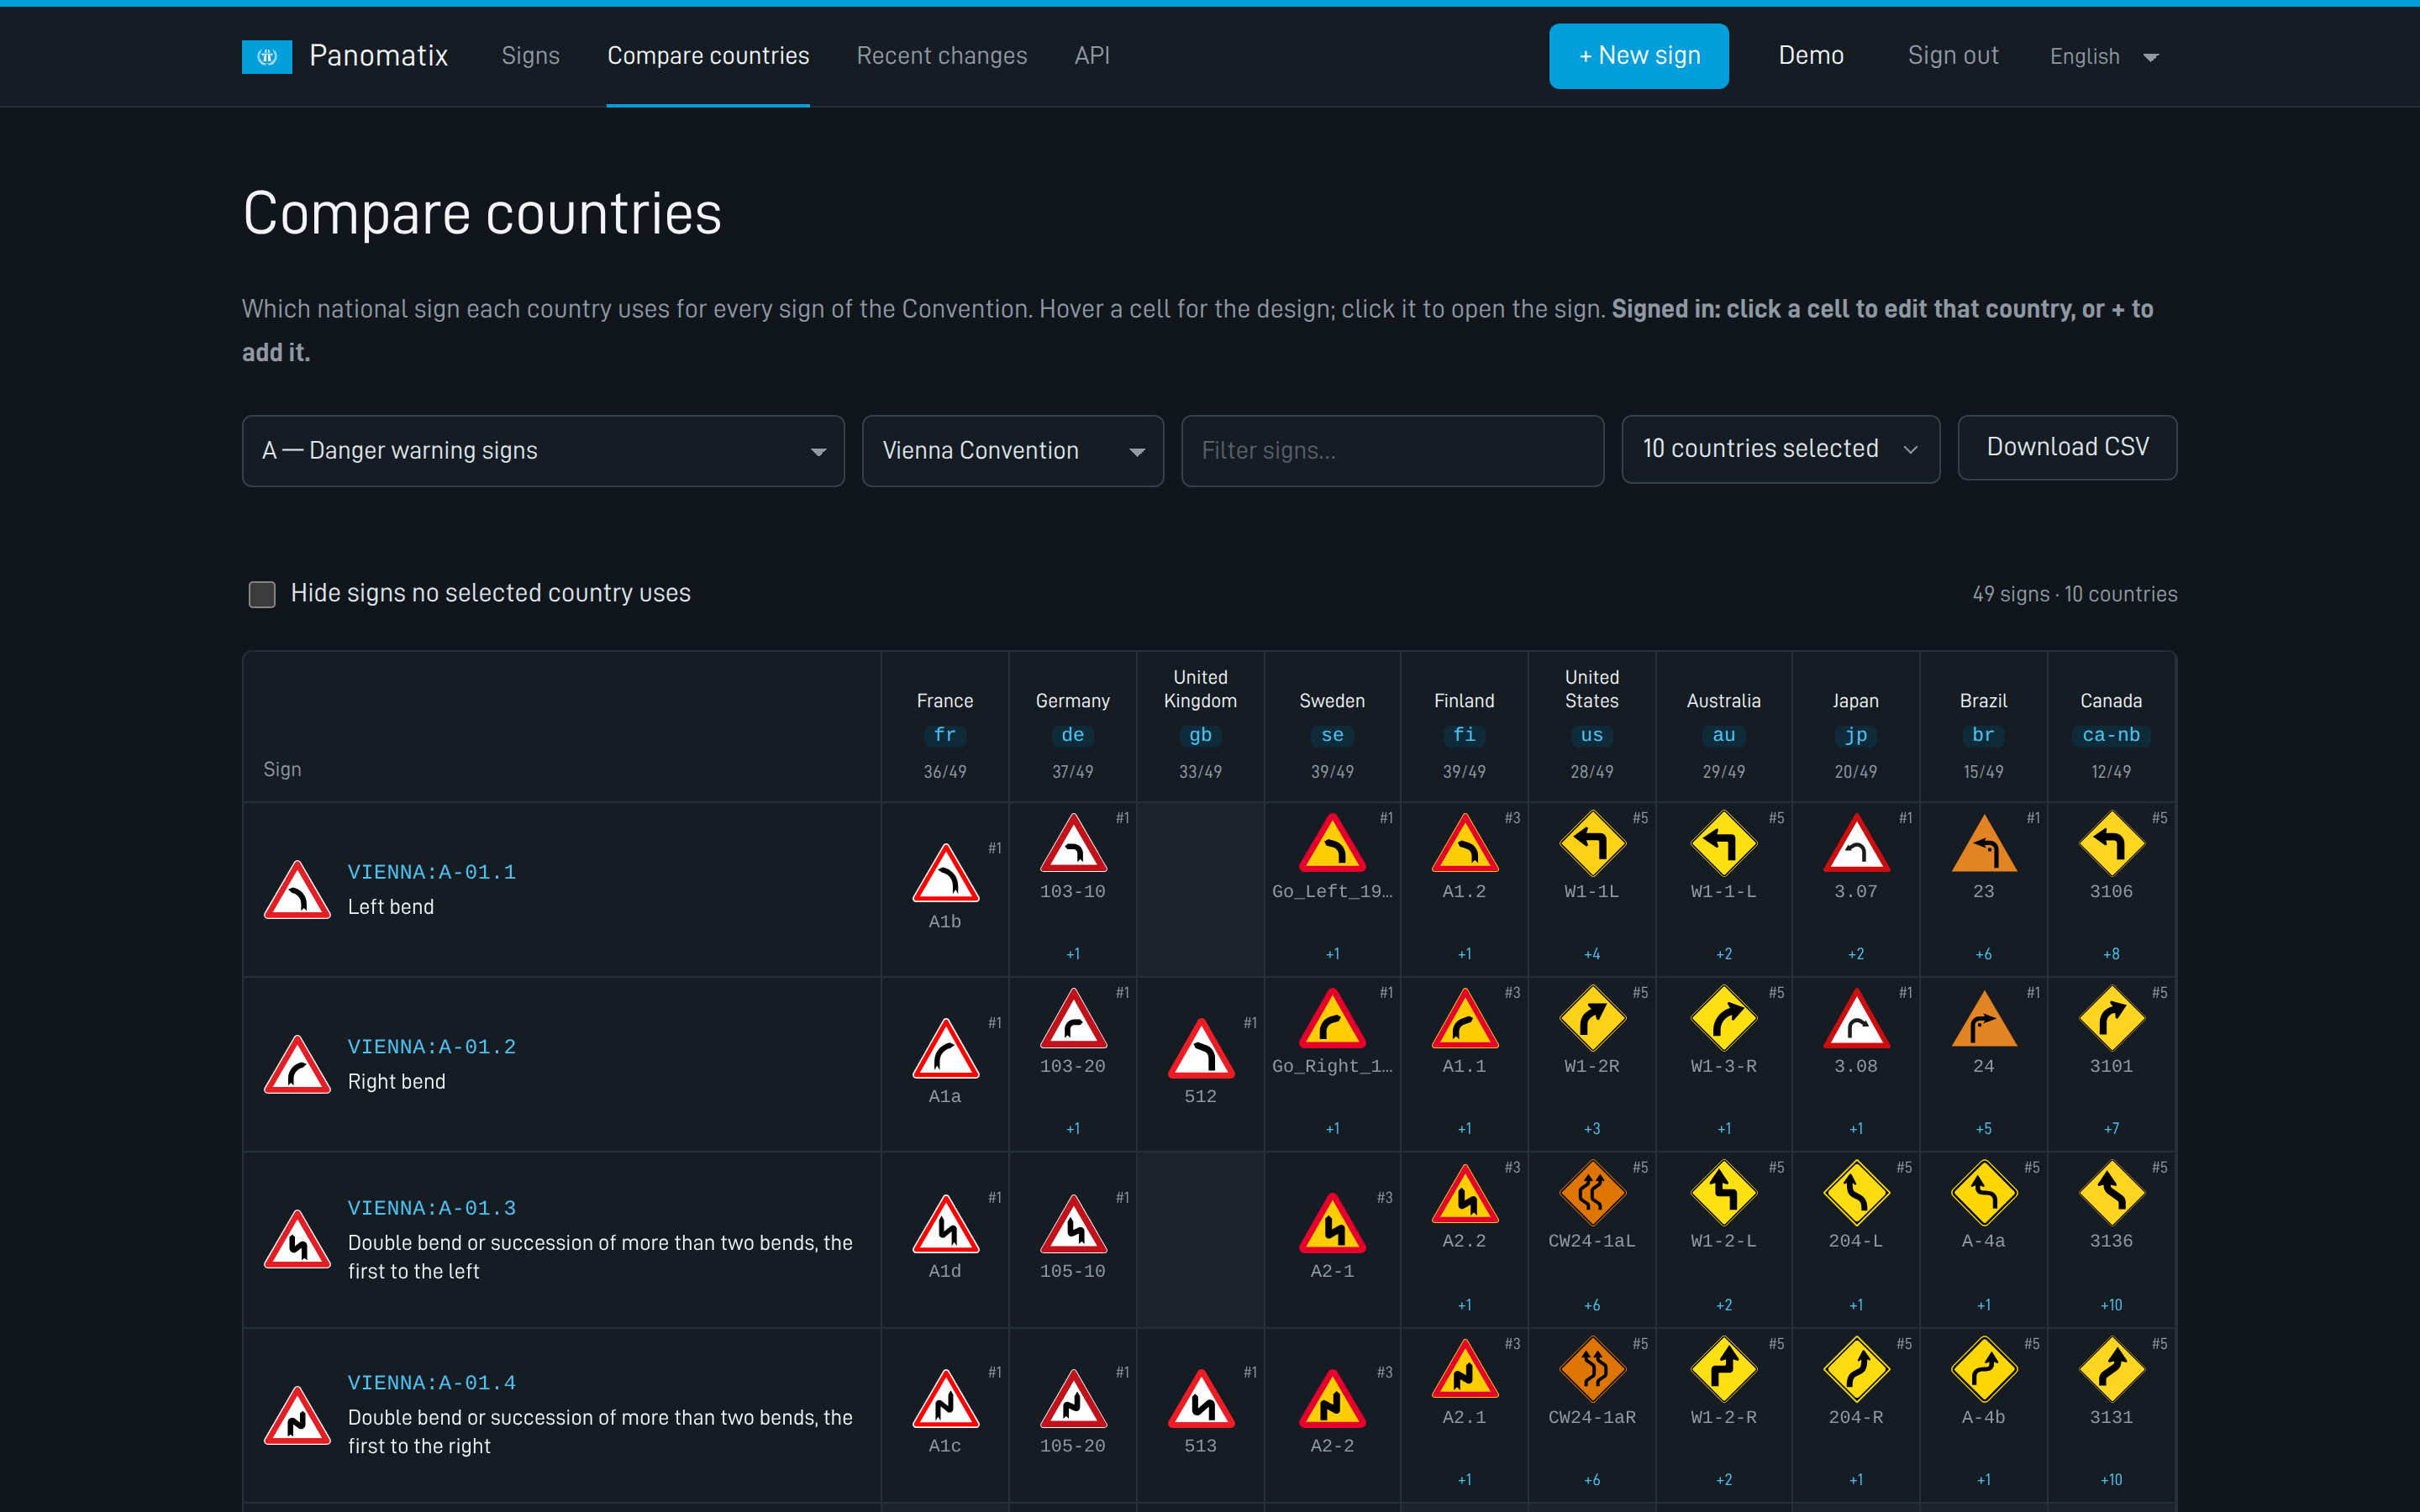 Panomatix
Signs
Compare countries
Recent changes
API
+ New sign
Demo
Sign out
English
Compare countries
Which national sign each country uses for every sign of the Convention. Hover a cell for the design; click it to open the sign. Signed in: click a cell to edit that country, or + to
add it.
A — Danger warning signs
Vienna Convention
Filter signs...
10 countries selected
Download CSV
Hide signs no selected country uses
49 signs · 10 countries
Sign
France
fr
36/49
Germany
de
37/49
United
Kingdom
gb
33/49
Sweden
se
39/49
Finland
fi
39/49
United
States
us
28/49
Australia
au
29/49
Japan
jp
20/49
Brazil
br
15/49
Canada
ca-nb
12/49
VIENNA:A-01.1
Left bend
#1
A1b
#1
103-10
+1
#1
Go_Left_19…
+1
#3
A1.2
+1
#5
W1-1L
+4
#5
W1-1-L
+2
#1
3.07
+2
#1
23
+6
#5
3106
+8
VIENNA:A-01.2
Right bend
#1
A1a
#1
103-20
+1
#1
512
#1
Go_Right_1…
+1
#3
A1.1
+1
#5
W1-2R
+3
#5
W1-3-R
+1
#1
3.08
+1
#1
24
+5
#5
3101
+7
VIENNA:A-01.3
Double bend or succession of more than two bends, the
first to the left
#1
A1d
#1
105-10
#3
A2-1
#3
A2.2
+1
#5
CW24-1aL
+6
#5
W1-2-L
+2
#5
204-L
+1
#5
A-4a
+1
#5
3136
+10
VIENNA:A-01.4
Double bend or succession of more than two bends, the
first to the right
#1
A1c
#1
105-20
#1
513
#3
A2-2
#3
A2.1
+1
#5
CW24-1aR
+6
#5
W1-2-R
+2
#5
204-R
+1
#5
A-4b
+1
#5
3131
+10